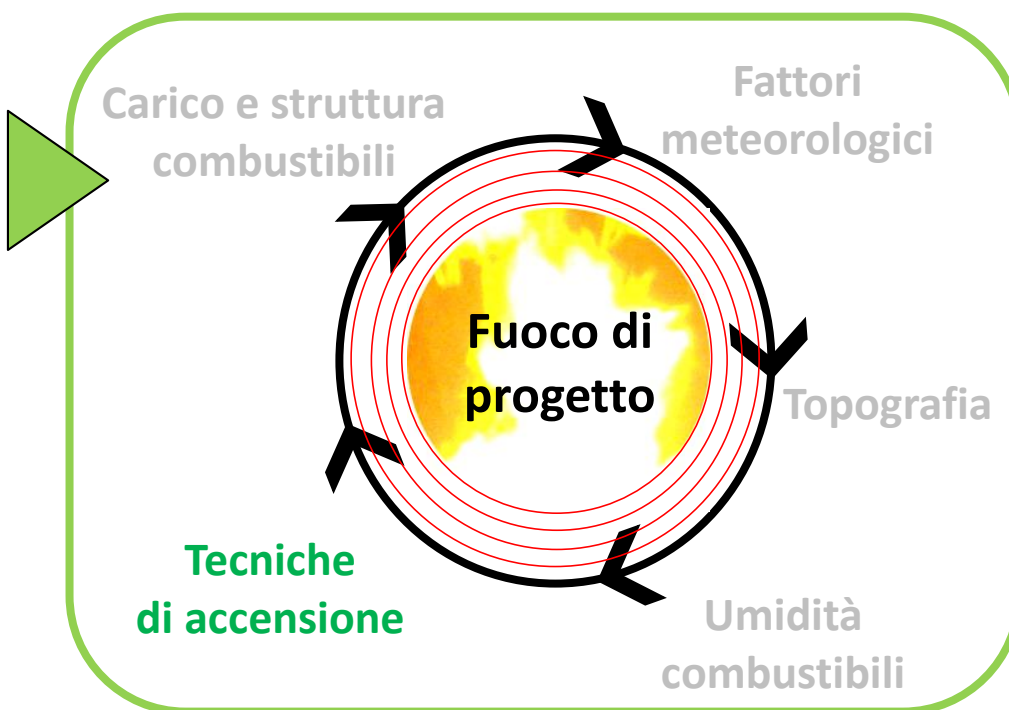 Carico e struttura
combustibili
Fattori
meteorologici
Fuoco di
progetto
Topografia
Tecniche
di accensione
Umidità
combustibili